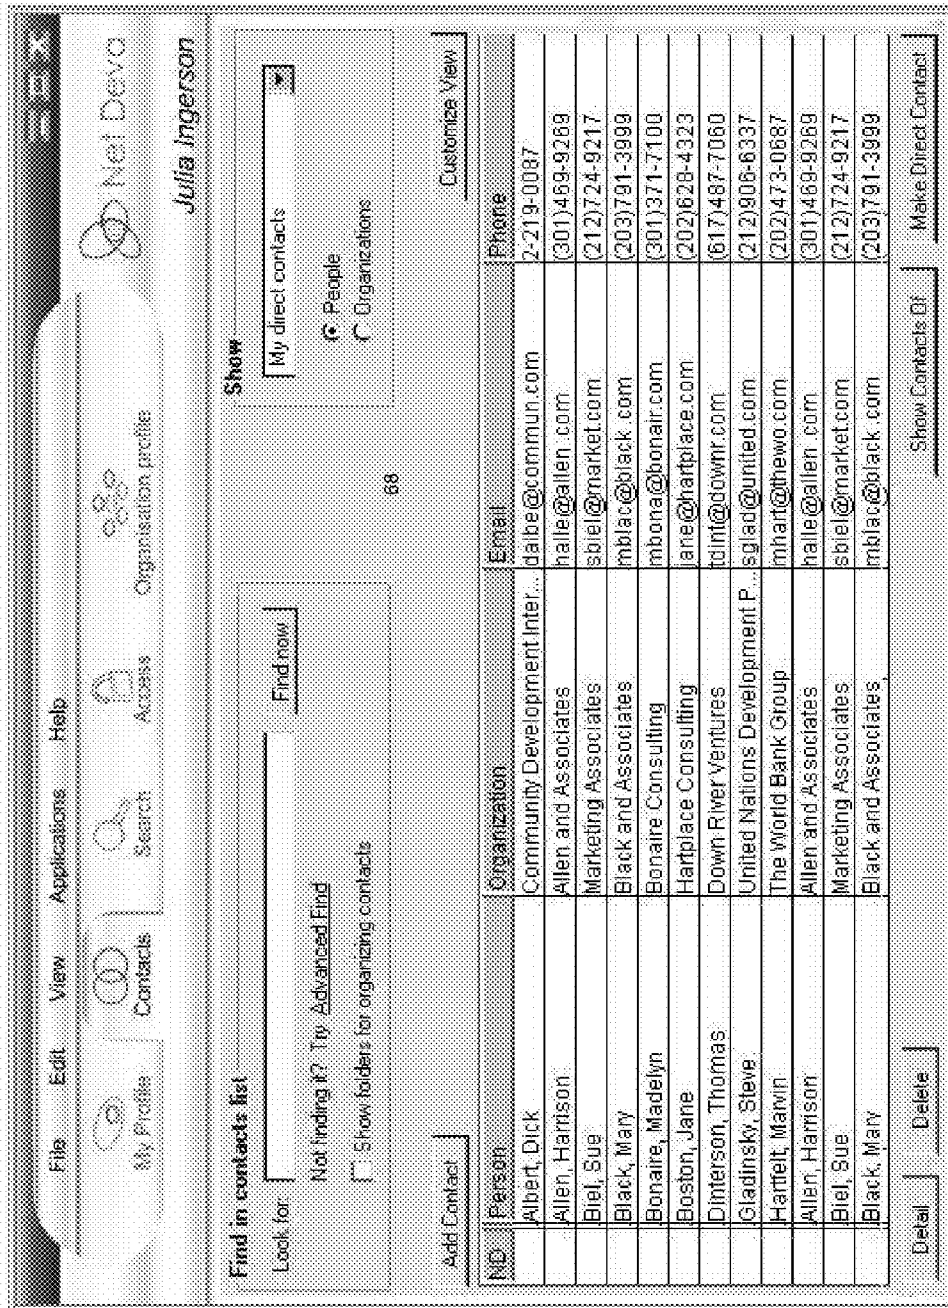 File Edit View Applications Help
My Profile Contacts Search Access Organisation profile Net Deva
Julia Ingerson
Find in contacts list
Look for:
Find now
Not finding it? Try Advanced Find
Show folders for organizing contacts
68
Show
My direct contacts
People
Organizations
Add Contact Customize View
ND Person Organization Email Phone
Albert, Dick Community Development Inter... dalbe@commun.com 2-219-0087
Allen, Harrison Allen and Associates halle@allen.com (301)469-9269
Biel, Sue Marketing Associates sbiel@market.com (212)724-9217
Black, Mary Black and Associates mblac@black.com (203)791-3999
Bonaire, Madelyn Bonaire Consulting mbona@bonair.com (301)371-7100
Boston, Jane Hartplace Consulting jane@hartplace.com (202)628-4323
Dinterson, Thomas Down River Ventures tdint@downr.com (617)487-7060
Gladinsky, Steve United Nations Development P... sglad@united.com (212)906-6337
Hartfelt, Marvin The World Bank Group mhart@thewo.com (202)473-0687
Allen, Harrison Allen and Associates halle@allen.com (301)469-9269
Biel, Sue Marketing Associates sbiel@market.com (212)724-9217
Black, Mary Black and Associates, mblac@black.com (203)791-3999
Detail Delete Show Contacts Of Make Direct Contact